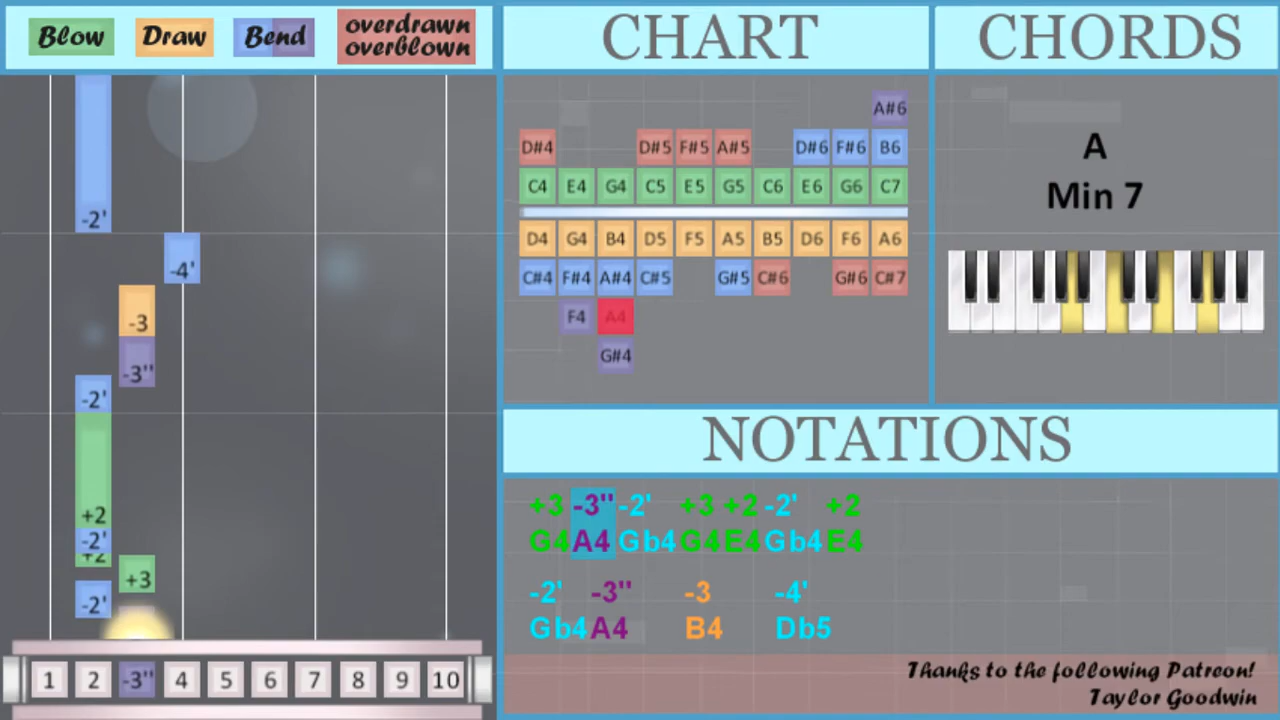 Blow Draw Bend overdrawn
overblown
CHART
CHORDS
-2'
-4'
-3
-3''
-2'
+2
-2'
+2
+3
-2'
1 2 -3'' 4 5 6 7 8 9 10
A#6
D#4 D#5 F#5 A#5 D#6 F#6 B6
C4 E4 G4 C5 E5 G5 C6 E6 G6 C7
D4 G4 B4 D5 F5 A5 B5 D6 F6 A6
C#4 F#4 A#4 C#5 G#5 C#6 G#6 C#7
F4 A4
G#4
A
Min 7
NOTATIONS
+3 -3'' -2' +3 +2 -2' +2
G4 A4 Gb4 G4 E4 Gb4 E4
-2' -3'' -3 -4'
Gb4 A4 B4 Db5
Thanks to the following Patreon!
Taylor Goodwin